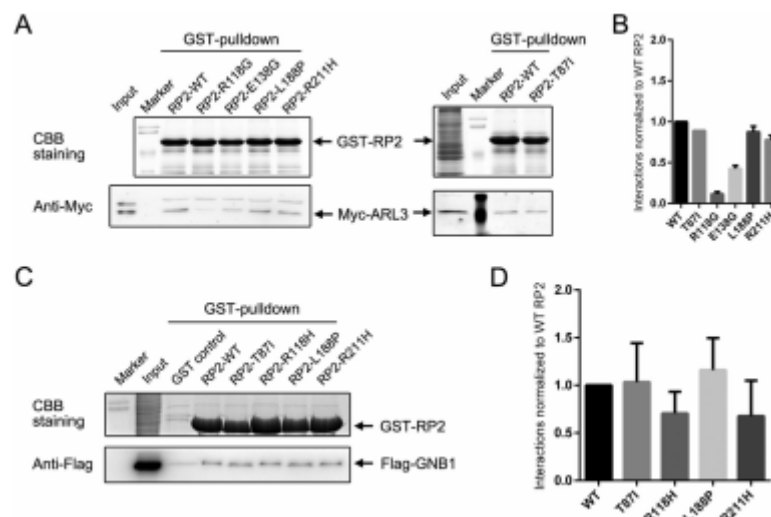 A
GST-pulldown
Input
Marker
RP2-WT
RP2-R118G
RP2-E138G
RP2-L188P
RP2-R211H
CBB staining
GST-RP2
Anti-Myc
Myc-ARL3
GST-pulldown
Input
Marker
RP2-WT
RP2-T87I
B
Interactions normalized to WT RP2
1.5
1.0
0.5
0.0
WT
T87I
R118G
E138G
L188P
R211H
C
GST-pulldown
Marker
Input
GST control
RP2-WT
RP2-T87I
RP2-R118H
RP2-L188P
RP2-R211H
CBB staining
GST-RP2
Anti-Flag
Flag-GNB1
D
Interactions normalized to WT RP2
2.0
1.5
1.0
0.5
0.0
WT
T87I
R118H
L188P
R211H